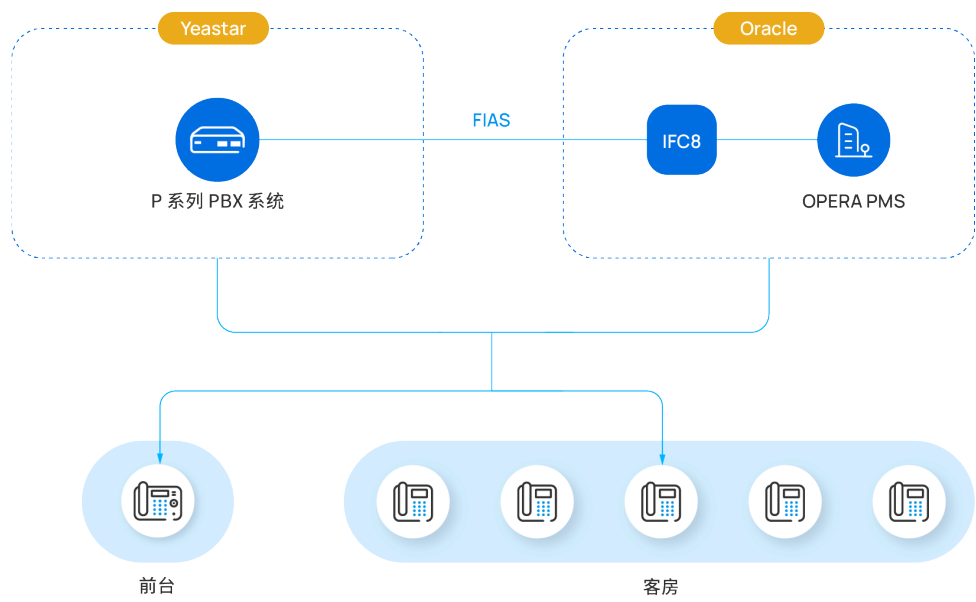 Yeastar
Oracle
FIAS
IFC8
P 系列 PBX 系统
OPERA PMS
前台
客房